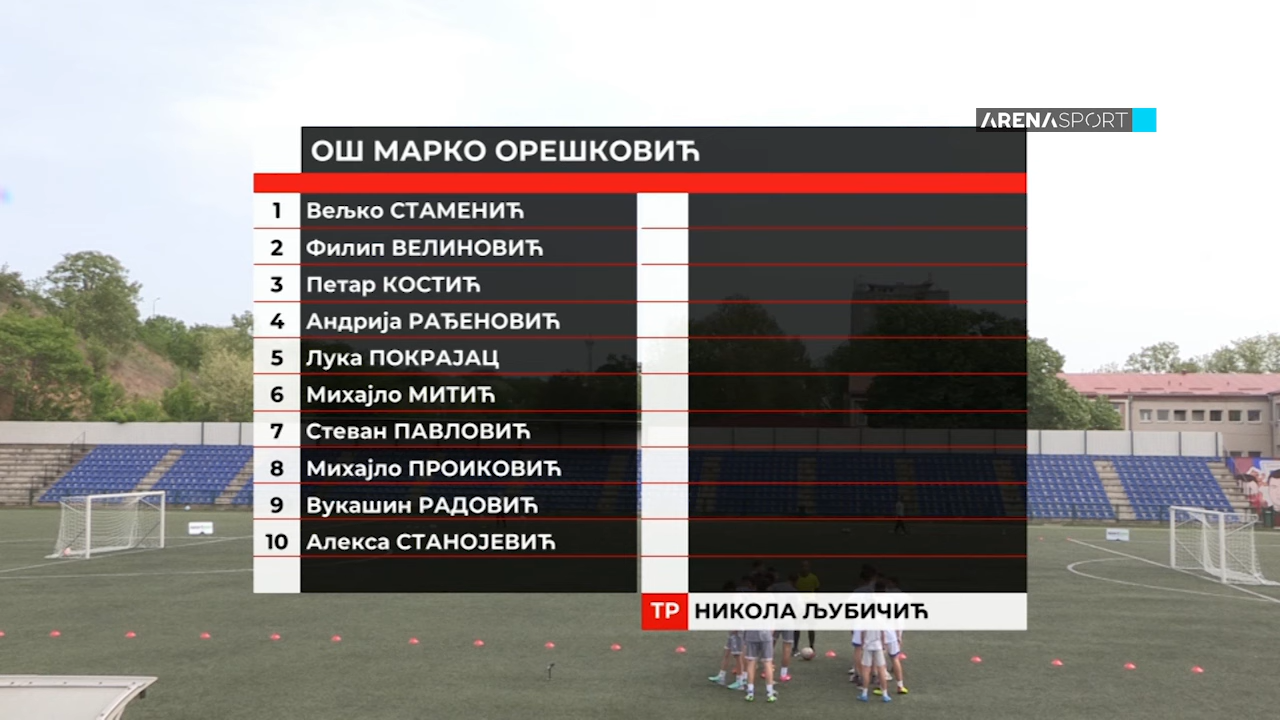 ARENASPORT
ОШ МАРКО ОРЕШКОВИЋ
1 Вељко СТАМЕНИЋ
2 Филип ВЕЛИНОВИЋ
3 Петар КОСТИЋ
4 Андрија РАЂЕНОВИЋ
5 Лука ПОКРАЈАЦ
6 Михајло МИТИЋ
7 Стеван ПАВЛОВИЋ
8 Михајло ПРОИКОВИЋ
9 Вукашин РАДОВИЋ
10 Алекса СТАНОЈЕВИЋ
ТР НИКОЛА ЉУБИЧИЋ